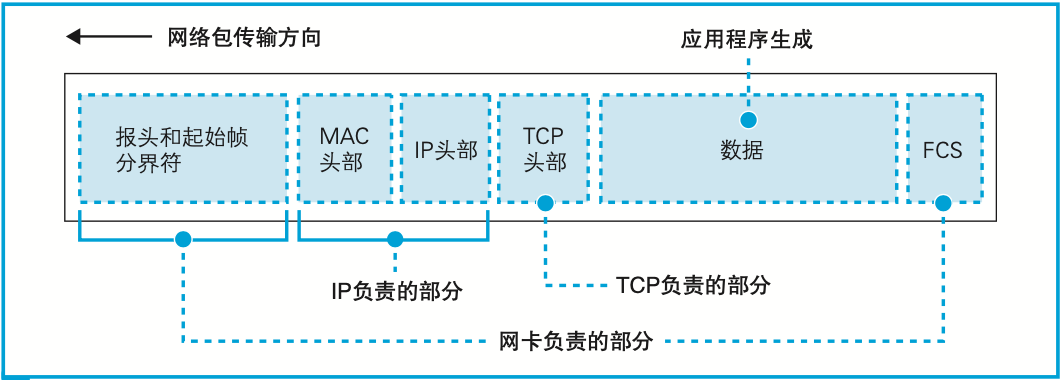 网络包传输方向
应用程序生成
报头和起始帧
分界符
MAC
头部
IP头部
TCP
头部
数据
FCS
IP负责的部分
TCP负责的部分
网卡负责的部分